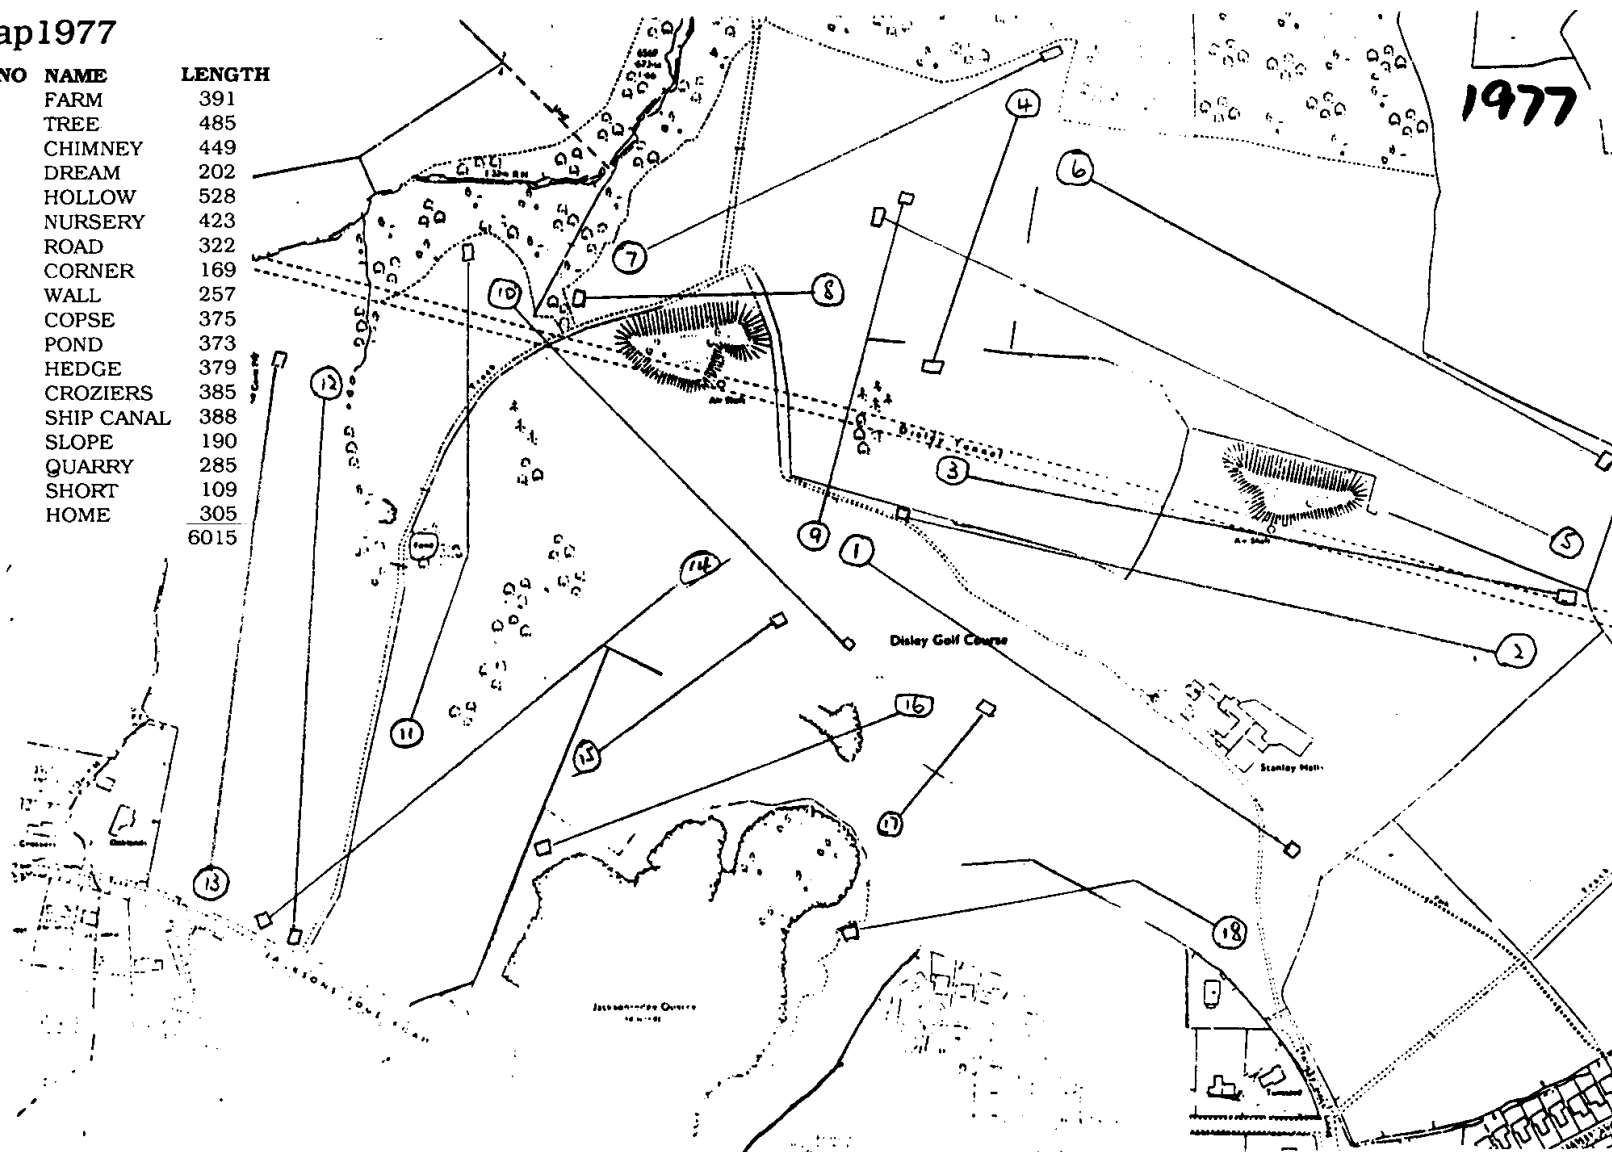 ap1977
NO NAME LENGTH
FARM 391
TREE 485
CHIMNEY 449
DREAM 202
HOLLOW 528
NURSERY 423
ROAD 322
CORNER 169
WALL 257
COPSE 375
POND 373
HEDGE 379
CROZIERS 385
SHIP CANAL 388
SLOPE 190
QUARRY 285
SHORT 109
HOME 305
6015
1977
4
6
7
10
8
12
3
9
1
5
14
2
Disley Golf Course
11
15
16
17
Stanley Hall
13
18
Jacksonedge Quarry